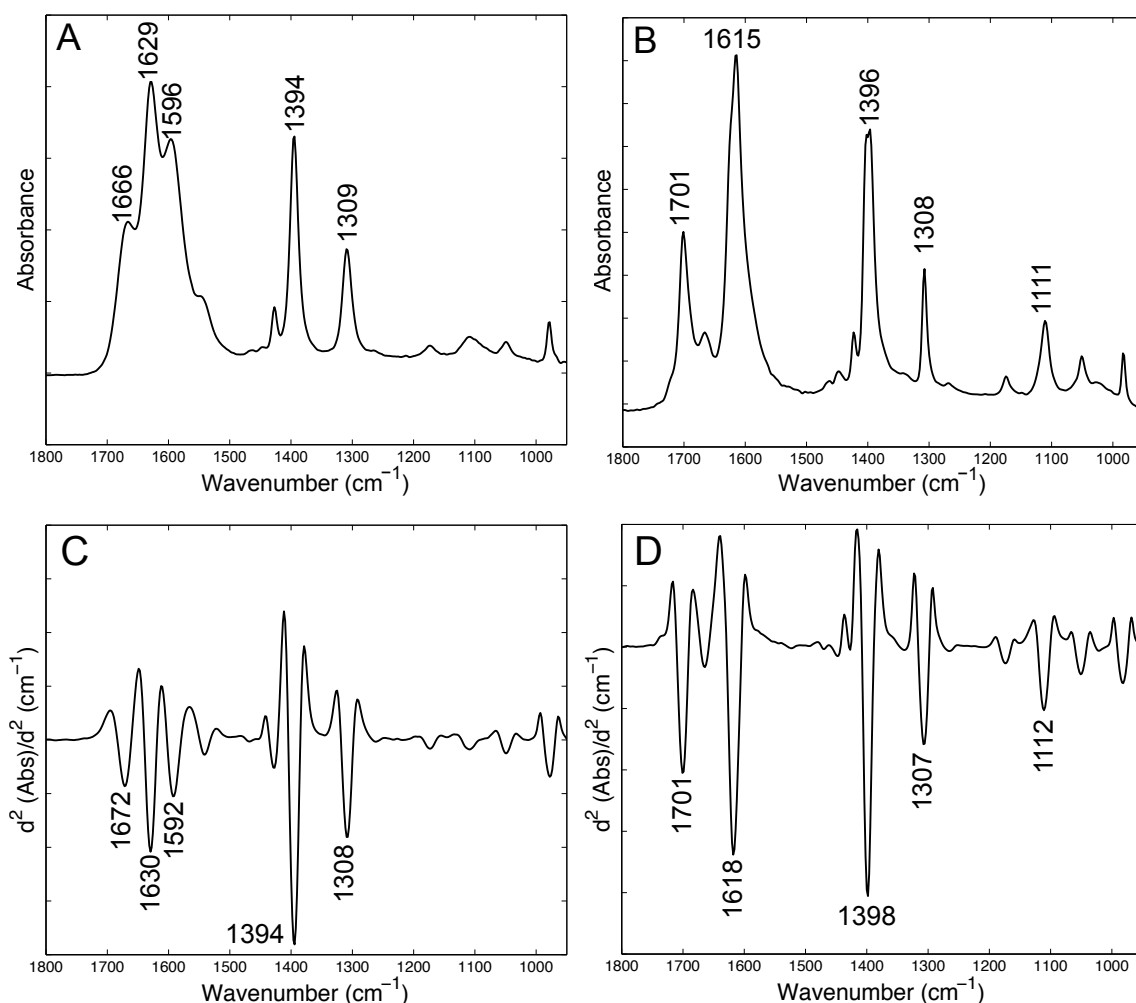 A
1629
1596
1666
1394
1309
Absorbance
1800 1700 1600 1500 1400 1300 1200 1100 1000
Wavenumber (cm⁻¹)
B
1615
1396
1701
1308
1111
Absorbance
1800 1700 1600 1500 1400 1300 1200 1100 1000
Wavenumber (cm⁻¹)
C
1672
1630
1592
1394
1308
d² (Abs)/d² (cm⁻¹)
1800 1700 1600 1500 1400 1300 1200 1100 1000
Wavenumber (cm⁻¹)
D
1701
1618
1398
1307
1112
d² (Abs)/d² (cm⁻¹)
1800 1700 1600 1500 1400 1300 1200 1100 1000
Wavenumber (cm⁻¹)